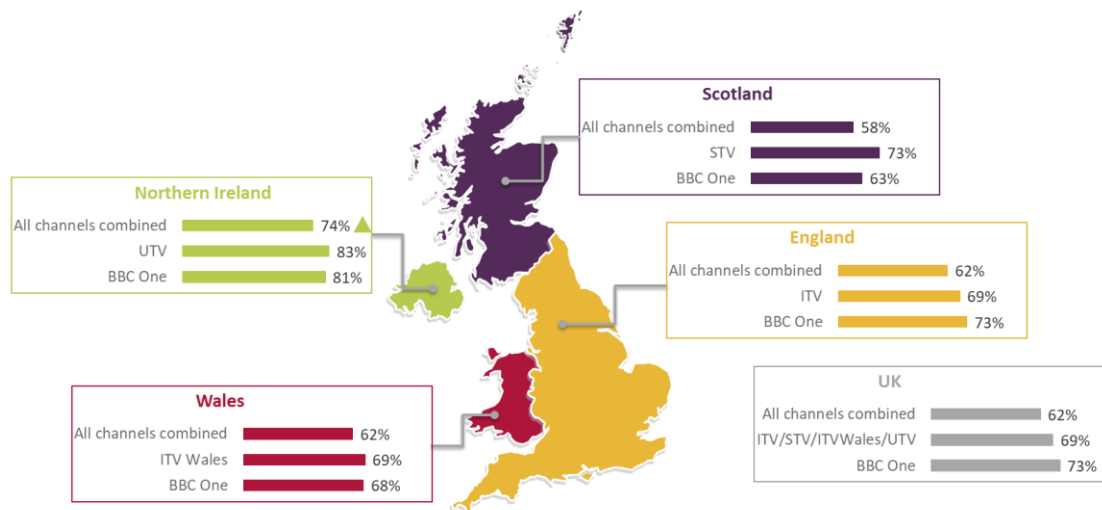 Scotland
All channels combined 58%
STV 73%
BBC One 63%
Northern Ireland
All channels combined 74%
UTV 83%
BBC One 81%
England
All channels combined 62%
ITV 69%
BBC One 73%
Wales
All channels combined 62%
ITV Wales 69%
BBC One 68%
UK
All channels combined 62%
ITV/STV/ITVWales/UTV 69%
BBC One 73%